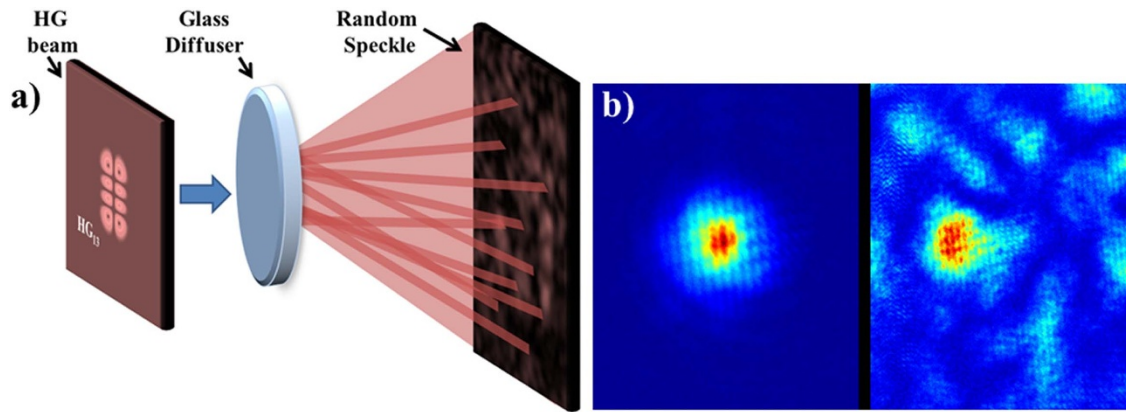 HG
beam
Glass
Diffuser
Random
Speckle
a)
HG13
b)